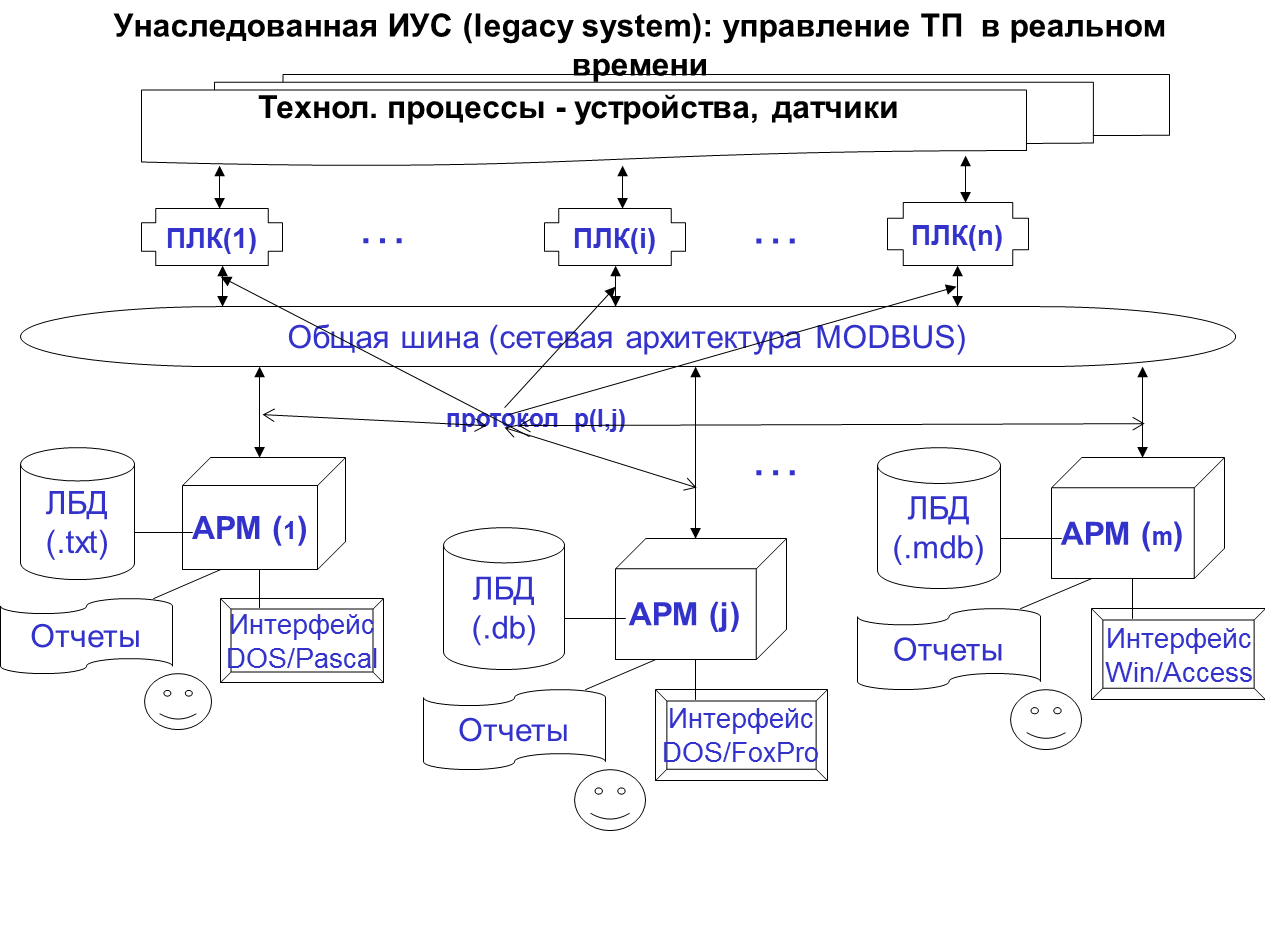 Унаследованная ИУС (legacy system): управление ТП в реальном
времени
Технол. процессы - устройства, датчики
ПЛК(1)
. . .
ПЛК(i)
. . .
ПЛК(n)
Общая шина (сетевая архитектура MODBUS)
протокол p(I,j)
. . .
ЛБД
(.txt)
АРМ (1)
ЛБД
(.db)
АРМ (j)
ЛБД
(.mdb)
АРМ (m)
Отчеты
Интерфейс
DOS/Pascal
Отчеты
Интерфейс
DOS/FoxPro
Отчеты
Интерфейс
Win/Access